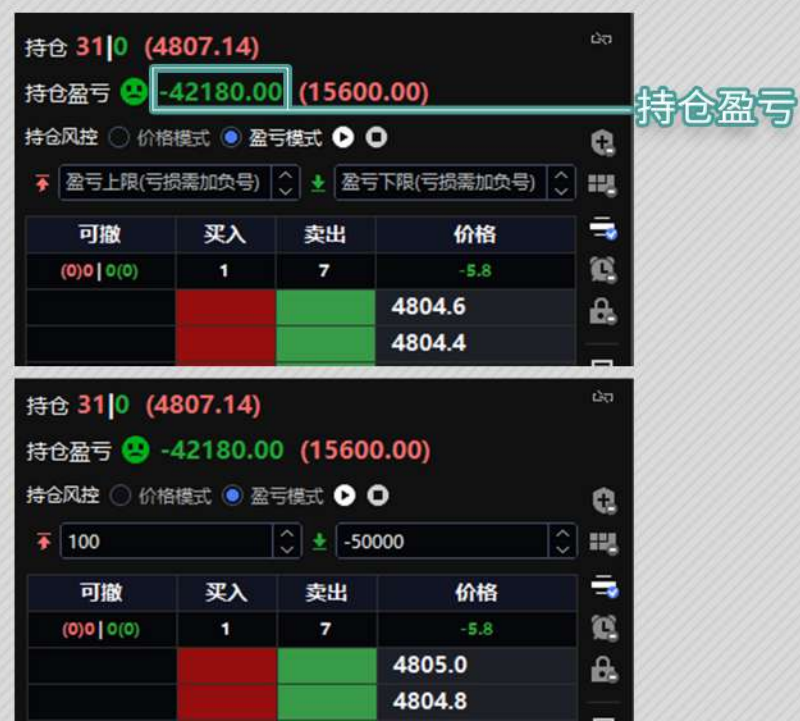 持仓 31|0 (4807.14)
持仓盈亏 -42180.00 (15600.00)
持仓盈亏
持仓风控 价格模式 盈亏模式
盈亏上限(亏损需加负号) 盈亏下限(亏损需加负号)
可撤 买入 卖出 价格
(0)0|0(0) 1 7 -5.8
4804.6
4804.4
持仓 31|0 (4807.14)
持仓盈亏 -42180.00 (15600.00)
持仓风控 价格模式 盈亏模式
100 -50000
可撤 买入 卖出 价格
(0)0|0(0) 1 7 -5.8
4805.0
4804.8